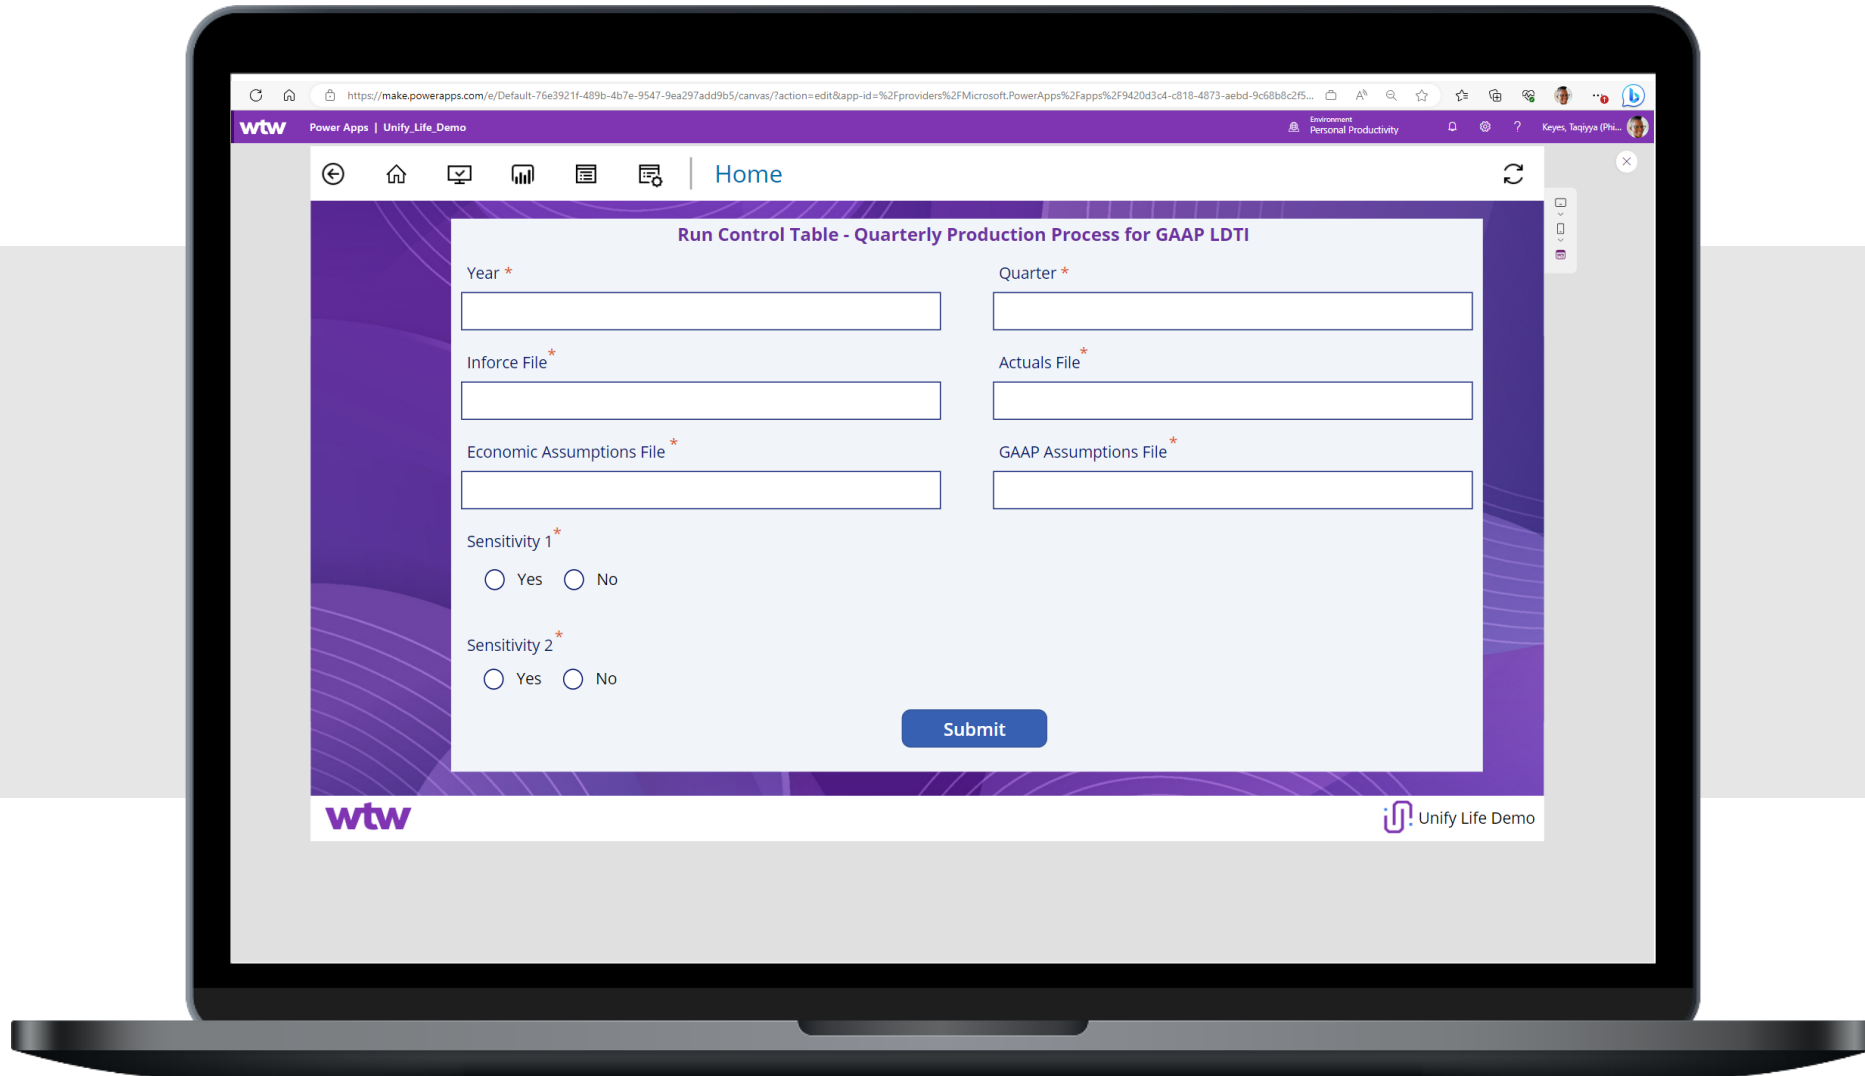 https://make.powerapps.com/e/Default-76e3921f-489b-4b7e-9547-9ea297add9b5/canvas/?action=edit&app-id=%2Fproviders%2FMicrosoft.PowerApps%2Fapps%2F9420d3c4-c818-4873-aebd-9c68b8c2f5...
wtw Power Apps | Unify_Life_Demo
Environment
Personal Productivity
? Keyes, Taqiyya (Phi...
Home
Run Control Table - Quarterly Production Process for GAAP LDTI
Year * Quarter *
Inforce File* Actuals File*
Economic Assumptions File * GAAP Assumptions File*
Sensitivity 1*
Yes No
Sensitivity 2*
Yes No
Submit
wtw Unify Life Demo